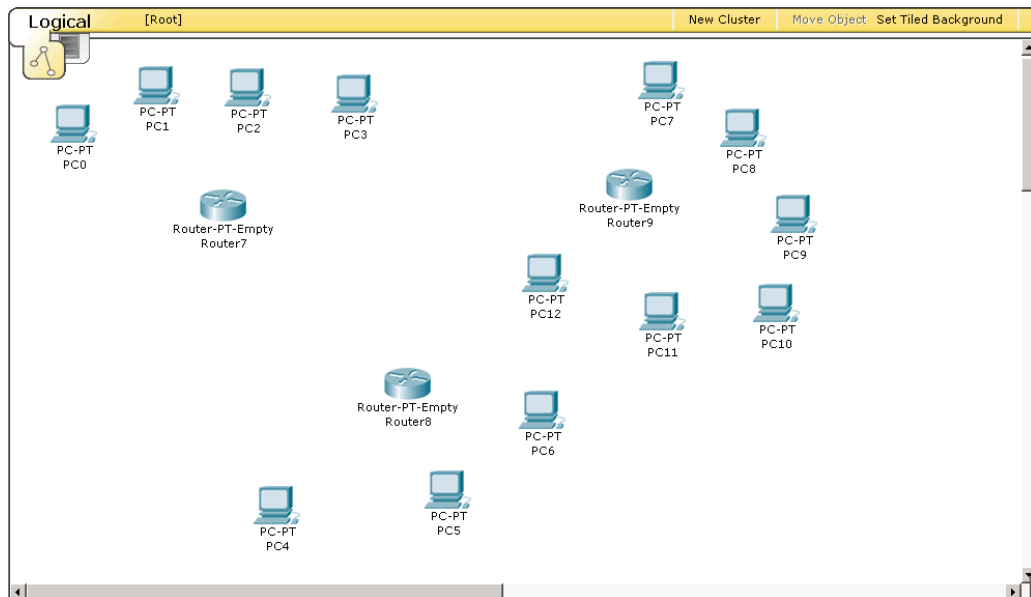 Logical [Root] New Cluster Move Object Set Tiled Background
PC-PT
PC0
PC-PT
PC1
PC-PT
PC2
PC-PT
PC3
PC-PT
PC7
PC-PT
PC8
Router-PT-Empty
Router7
Router-PT-Empty
Router9
PC-PT
PC9
PC-PT
PC12
PC-PT
PC11
PC-PT
PC10
Router-PT-Empty
Router8
PC-PT
PC6
PC-PT
PC4
PC-PT
PC5